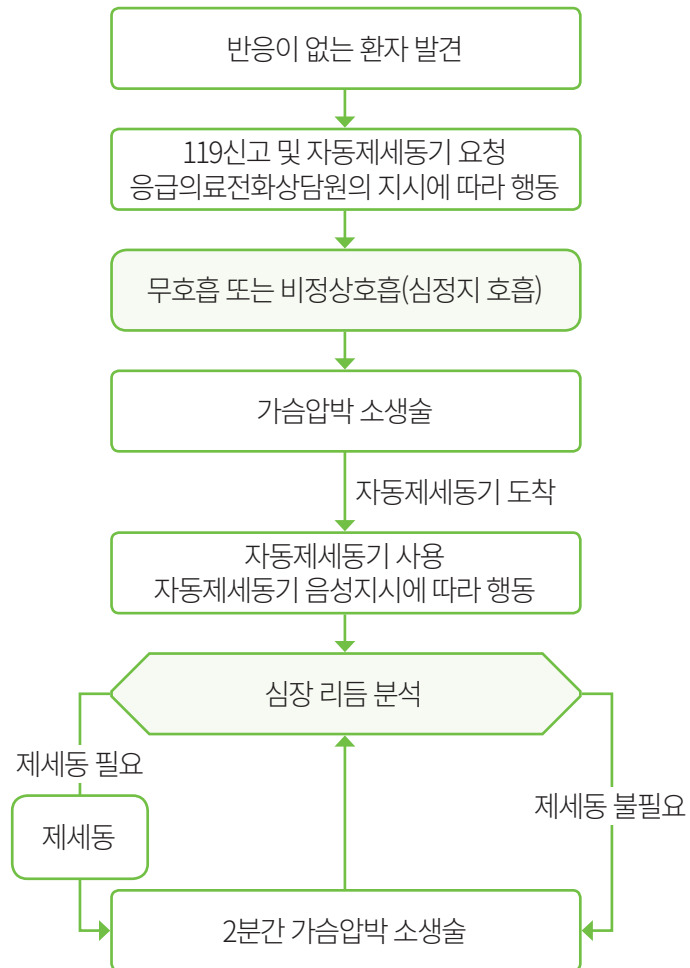 반응이 없는 환자 발견
119신고 및 자동제세동기 요청
응급의료전화상담원의 지시에 따라 행동
무호흡 또는 비정상호흡(심정지 호흡)
가슴압박 소생술
자동제세동기 도착
자동제세동기 사용
자동제세동기 음성지시에 따라 행동
심장 리듬 분석
제세동 필요
제세동 불필요
제세동
2분간 가슴압박 소생술